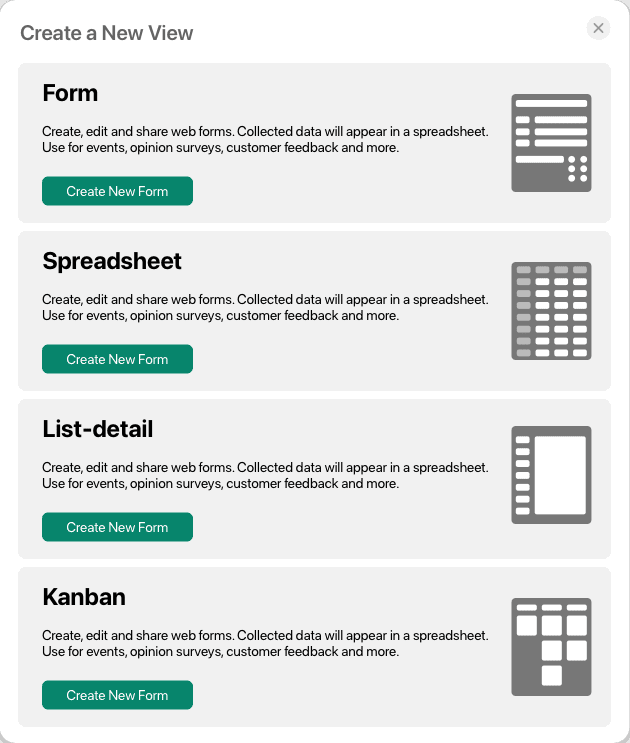 Create a New View
Form
Create, edit and share web forms. Collected data will appear in a spreadsheet.
Use for events, opinion surveys, customer feedback and more.
Create New Form
Spreadsheet
Create, edit and share web forms. Collected data will appear in a spreadsheet.
Use for events, opinion surveys, customer feedback and more.
Create New Form
List-detail
Create, edit and share web forms. Collected data will appear in a spreadsheet.
Use for events, opinion surveys, customer feedback and more.
Create New Form
Kanban
Create, edit and share web forms. Collected data will appear in a spreadsheet.
Use for events, opinion surveys, customer feedback and more.
Create New Form